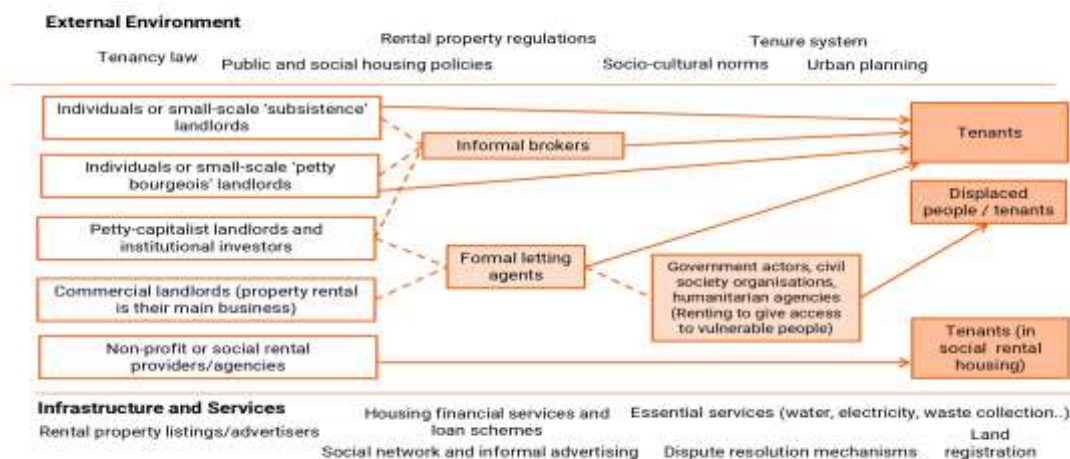 External Environment
Rental property regulations
Tenure system
Tenancy law
Public and social housing policies
Socio-cultural norms
Urban planning
Individuals or small-scale 'subsistence'
landlords
Informal brokers
Tenants
Individuals or small-scale 'petty
bourgeois' landlords
Displaced
people / tenants
Petty-capitalist landlords and
institutional investors
Formal letting
agents
Government actors, civil
society organisations,
humanitarian agencies
(Renting to give access
to vulnerable people)
Commercial landlords (property rental
is their main business)
Non-profit or social rental
providers/agencies
Tenants (in
social rental
housing)
Infrastructure and Services
Housing financial services and
loan schemes
Essential services (water, electricity, waste collection..)
Rental property listings/advertisers
Social network and informal advertising
Dispute resolution mechanisms
Land
registration